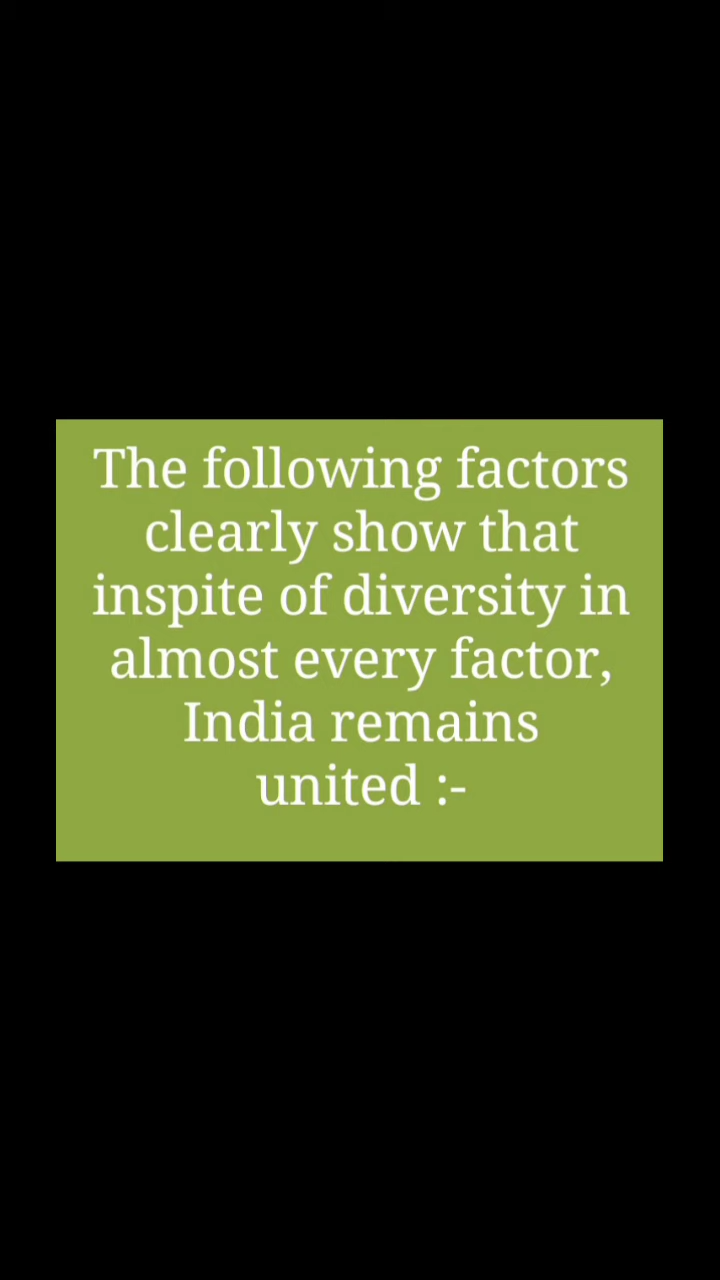 The following factors
clearly show that
inspite of diversity in
almost every factor,
India remains
united :-